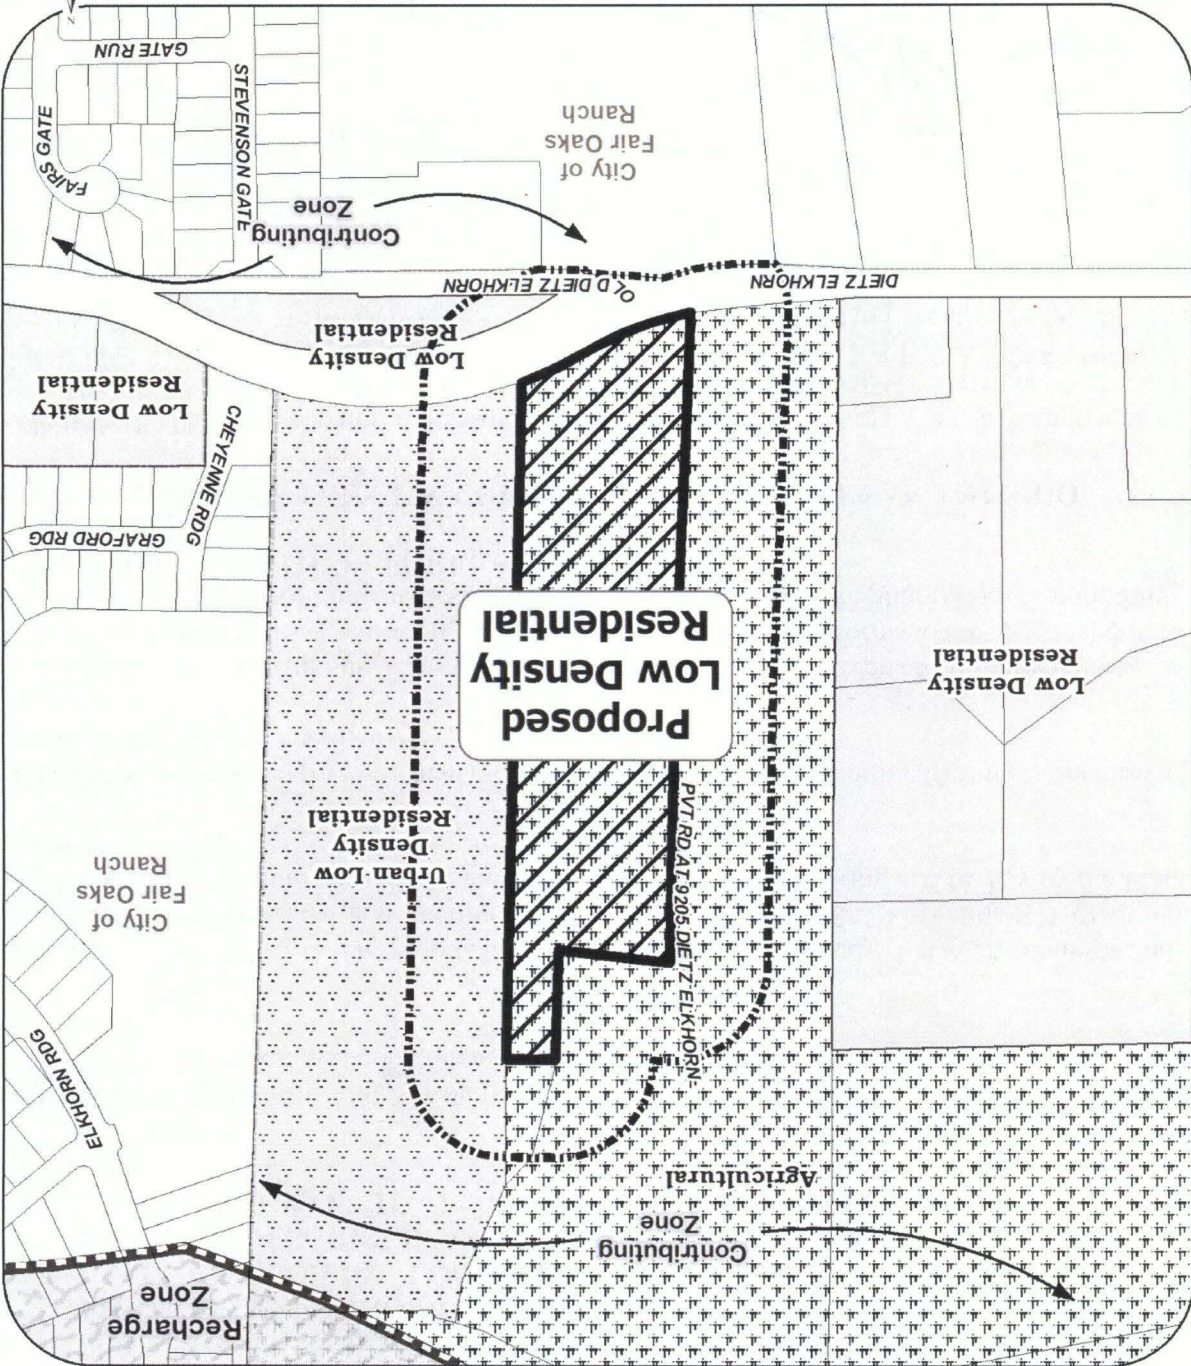 Recharge
Zone
Contributing
Zone
Agricultural
ELKHORN RDG
City of
Fair Oaks
Ranch
Urban Low
Density
Residential
PVT RD AT 9205 DIETZ ELKHORN
Proposed
Low Density
Residential
Low Density
Residential
GRAFORD RDG
CHEYENNE RDG
Low Density
Residential
Low Density
Residential
DIETZ ELKHORN
OLD DIETZ ELKHORN
Contributing
Zone
FAIRS GATE
STEVENSON GATE
City of
Fair Oaks
Ranch
GATE RUN
N